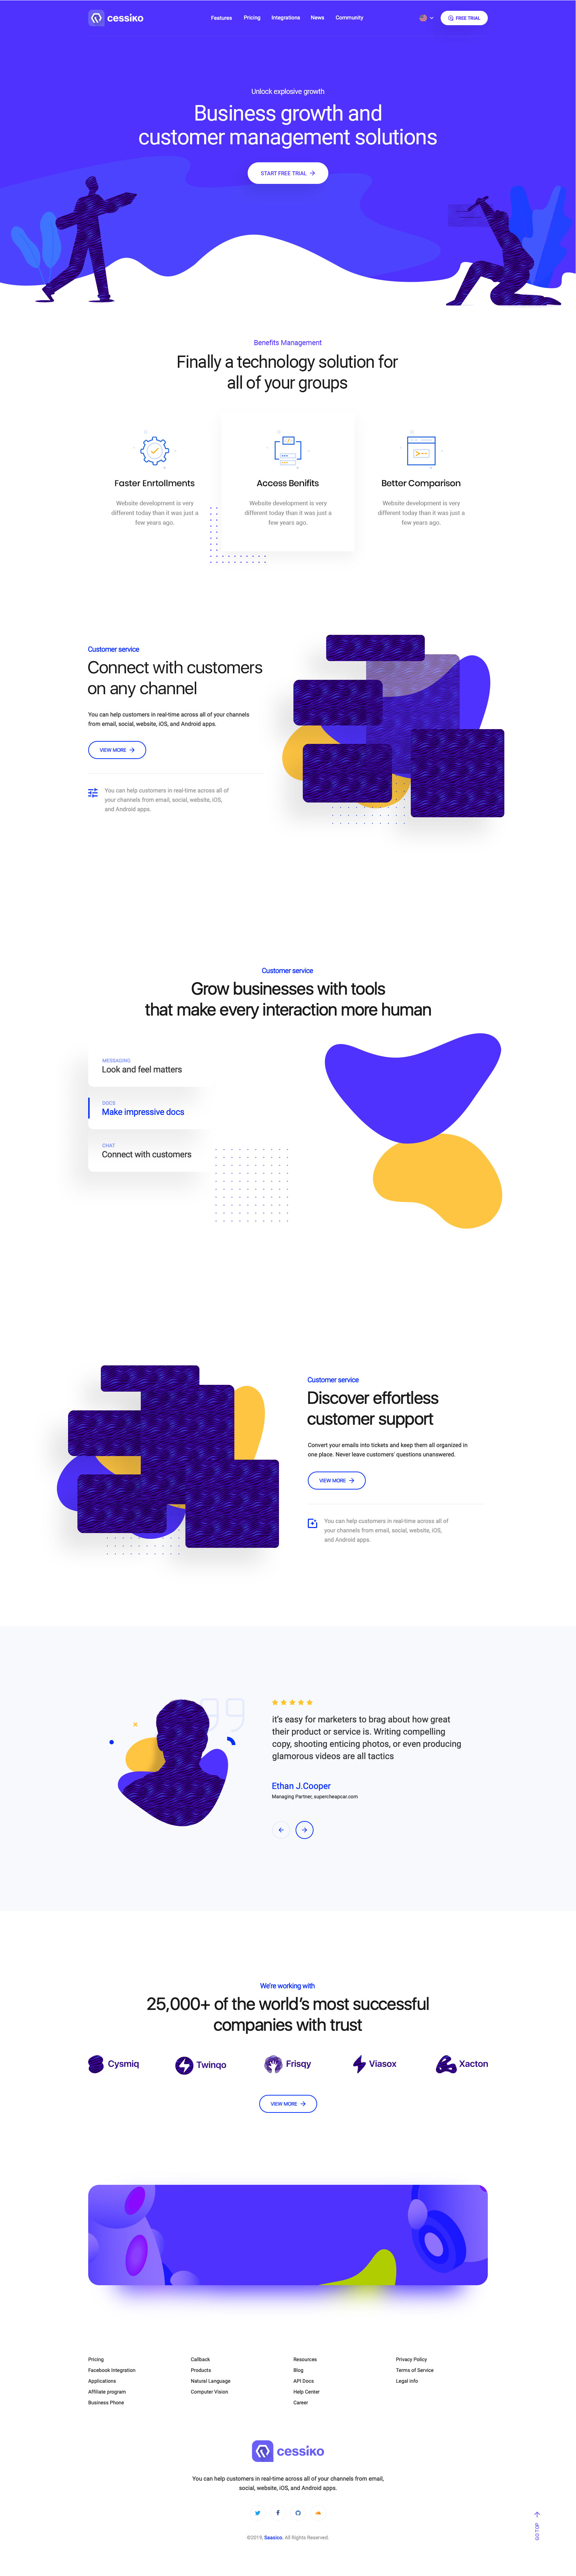 cessiko
Features
Pricing
Integrations
News
Community
FREE TRIAL
Unlock explosive growth
Business growth and
customer management solutions
START FREE TRIAL
Benefits Management
Finally a technology solution for
all of your groups
Faster Enrtollments
Website development is very
different today than it was just a
few years ago.
Access Benifits
Website development is very
different today than it was just a
few years ago.
Better Comparison
Website development is very
different today than it was just a
few years ago.
Customer service
Connect with customers
on any channel
You can help customers in real-time across all of your channels
from email, social, website, iOS, and Android apps.
VIEW MORE
You can help customers in real-time across all of
your channels from email, social, website, iOS,
and Android apps.
Customer service
Grow businesses with tools
that make every interaction more human
MESSAGING
Look and feel matters
DOCS
Make impressive docs
CHAT
Connect with customers
Customer service
Discover effortless
customer support
Convert your emails into tickets and keep them all organized in
one place. Never leave customers' questions unanswered.
VIEW MORE
You can help customers in real-time across all of
your channels from email, social, website, iOS,
and Android apps.
it's easy for marketers to brag about how great
their product or service is. Writing compelling
copy, shooting enticing photos, or even producing
glamorous videos are all tactics
Ethan J.Cooper
Managing Partner, supercheapcar.com
We're working with
25,000+ of the world's most successful
companies with trust
Cysmiq
Twinqo
Frisqy
Viasox
Xacton
VIEW MORE
Pricing
Facebook Integration
Applications
Affiliate program
Business Phone
Callback
Products
Natural Language
Computer Vision
Resources
Blog
API Docs
Help Center
Career
Privacy Policy
Terms of Service
Legal info
cessiko
You can help customers in real-time across all of your channels from email,
social, website, iOS, and Android apps.
GO TOP
©2019, Saasico. All Rights Reserved.